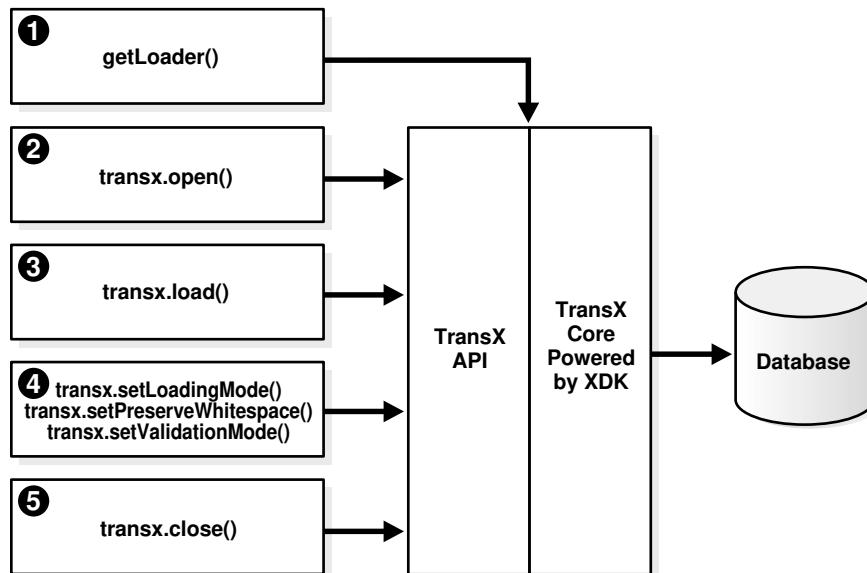 1
getLoader()
2
transx.open()
3
transx.load()
4
transx.setLoadingMode()
transx.setPreserveWhitespace()
transx.setValidationMode()
5
transx.close()
TransX
API
TransX
Core
Powered
by XDK
Database